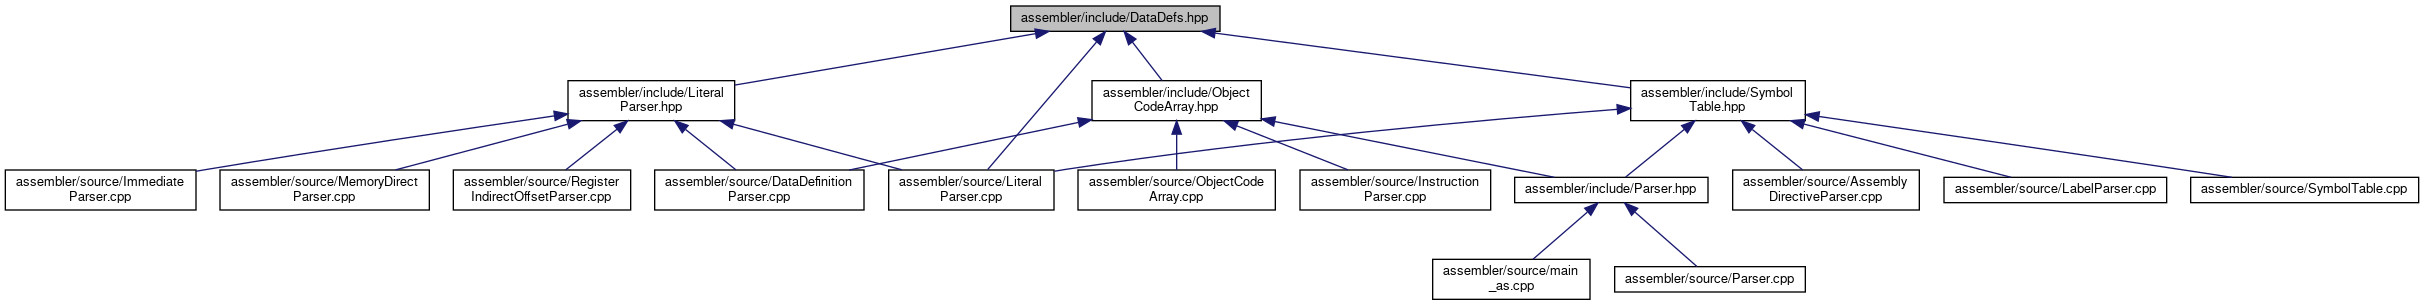 assembler/include/DataDefs.hpp
assembler/include/Literal
Parser.hpp
assembler/include/Object
CodeArray.hpp
assembler/include/Symbol
Table.hpp
assembler/source/Immediate
Parser.cpp
assembler/source/MemoryDirect
Parser.cpp
assembler/source/Register
IndirectOffsetParser.cpp
assembler/source/DataDefinition
Parser.cpp
assembler/source/Literal
Parser.cpp
assembler/source/ObjectCode
Array.cpp
assembler/source/Instruction
Parser.cpp
assembler/include/Parser.hpp
assembler/source/Assembly
DirectiveParser.cpp
assembler/source/LabelParser.cpp
assembler/source/SymbolTable.cpp
assembler/source/main
_as.cpp
assembler/source/Parser.cpp